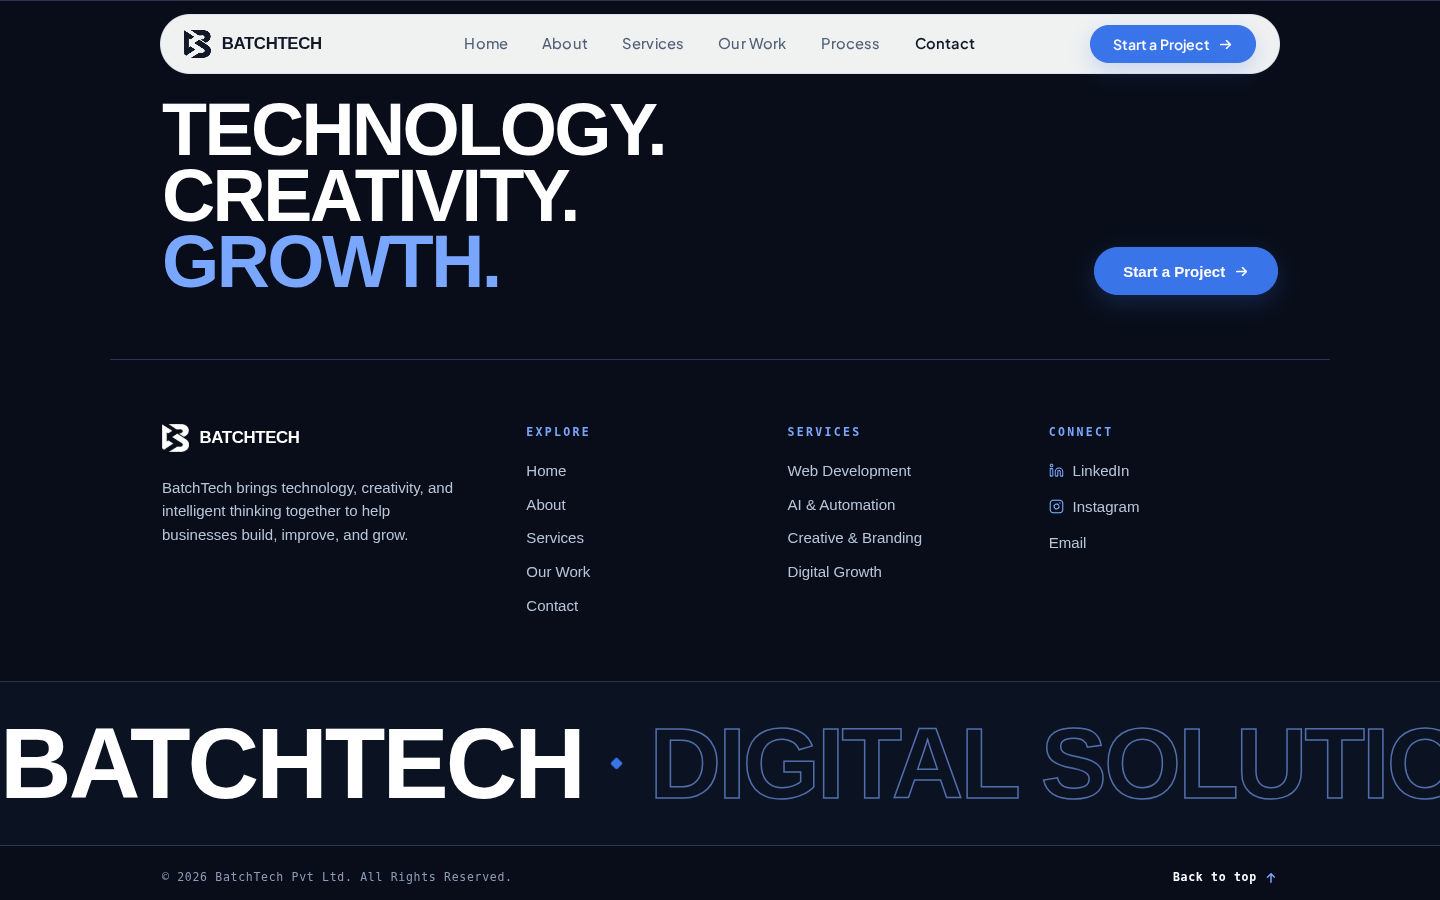 BATCHTECH
Home About Services Our Work Process Contact
Start a Project
TECHNOLOGY.
CREATIVITY.
GROWTH.
Start a Project
BATCHTECH
BatchTech brings technology, creativity, and
intelligent thinking together to help
businesses build, improve, and grow.
EXPLORE
Home
About
Services
Our Work
Contact
SERVICES
Web Development
AI & Automation
Creative & Branding
Digital Growth
CONNECT
LinkedIn
Instagram
Email
BATCHTECH DIGITAL SOLUTIO
© 2026 BatchTech Pvt Ltd. All Rights Reserved.
Back to top